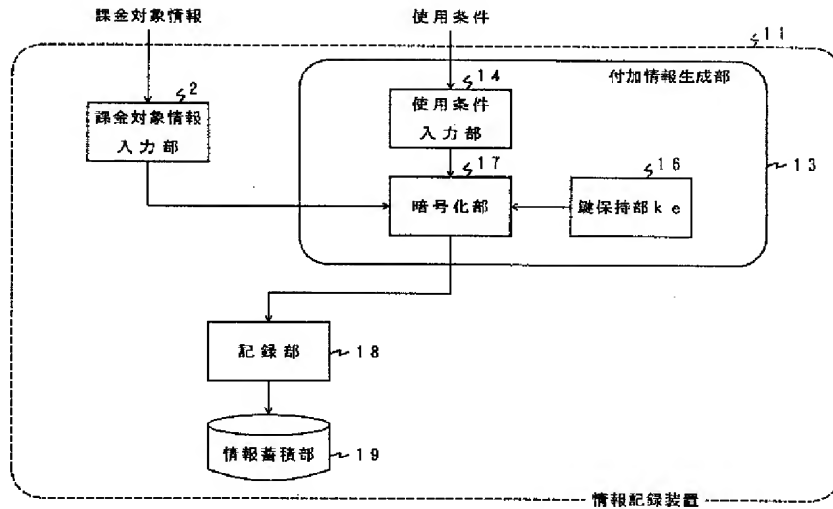 課金対象情報
使用条件
11
付加情報生成部
2
14
課金対象情報
入力部
使用条件
入力部
17
16
13
暗号化部
鍵保持部ke
記録部
18
情報蓄積部
19
情報記録装置